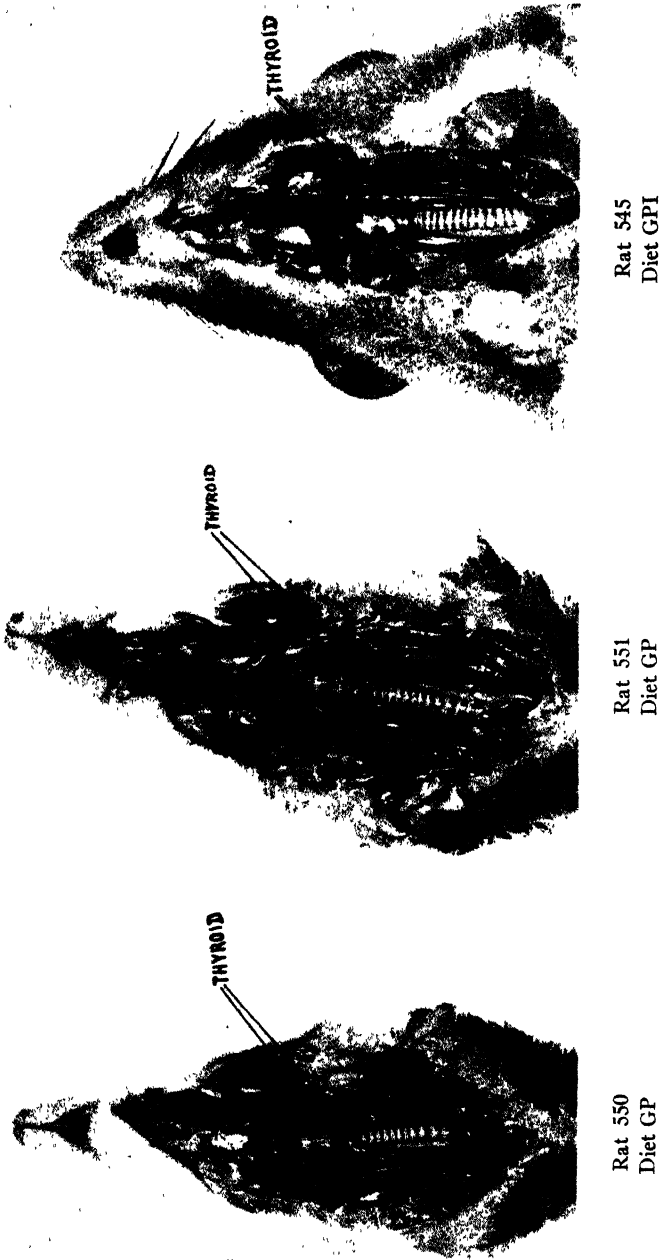 THYROID
THYROID
THYROID
Rat 550
Diet GP
Rat 551
Diet GP
Rat 545
Diet GPI